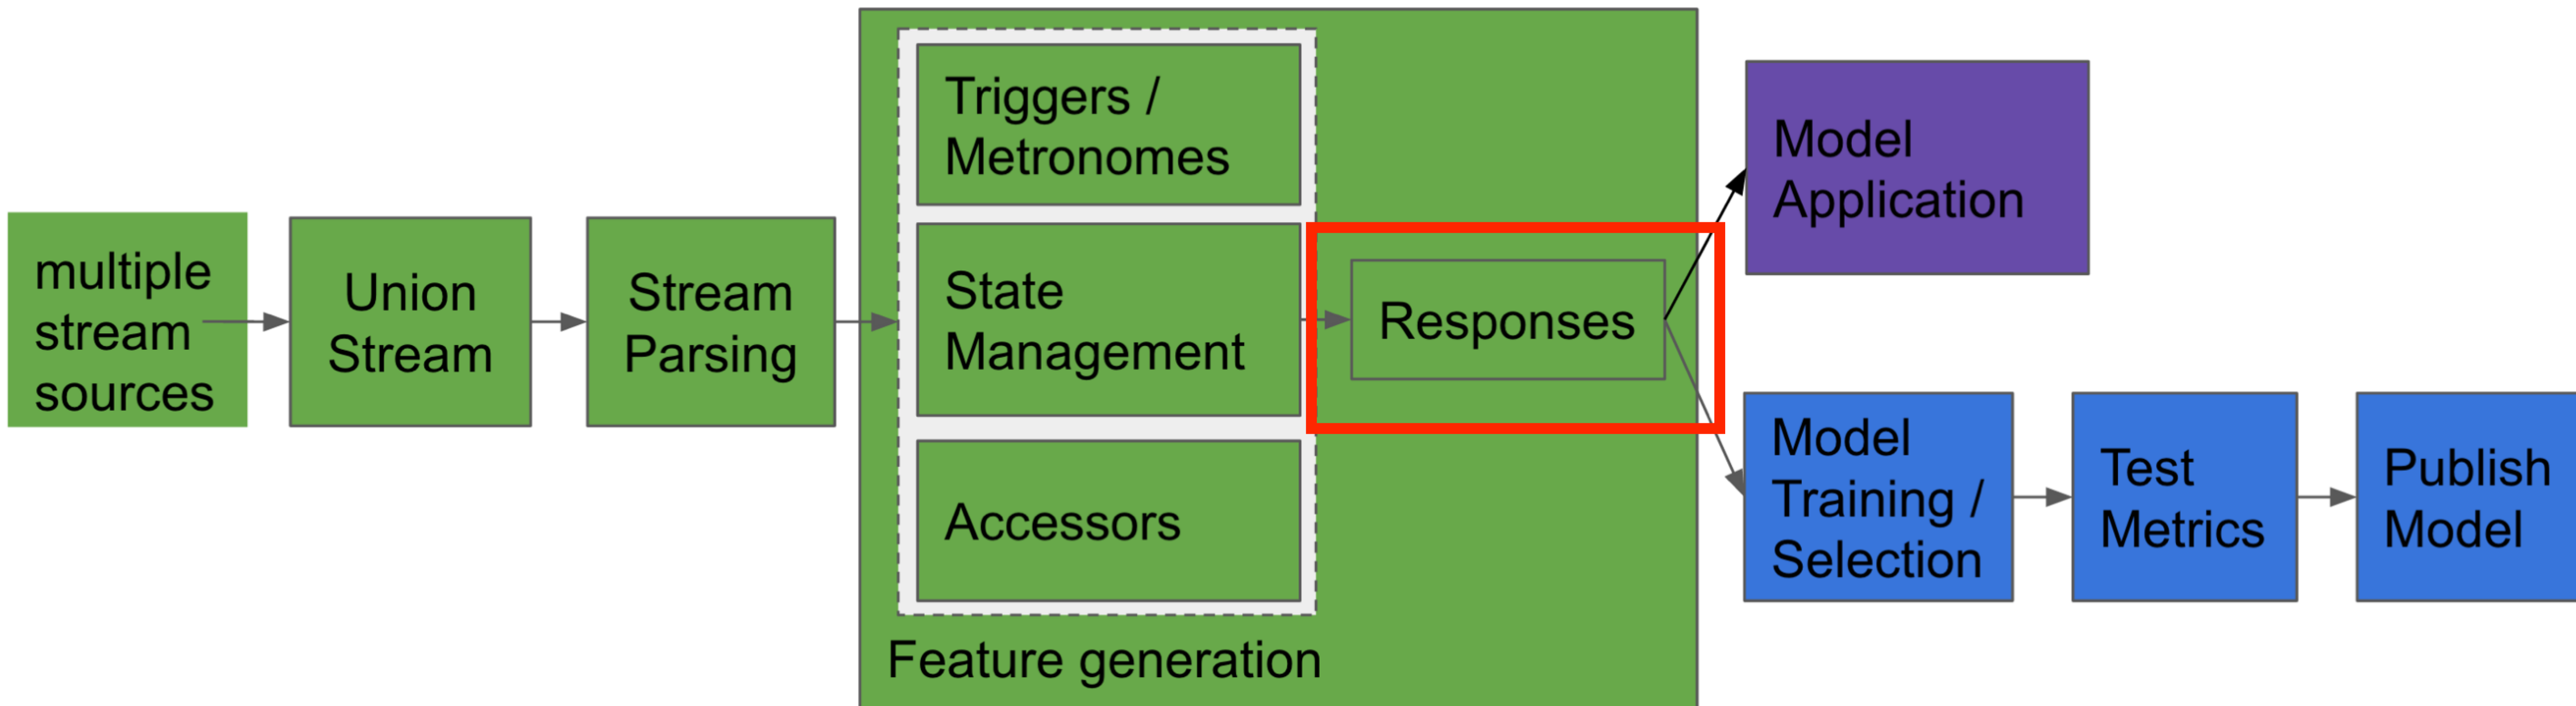 multiple
stream
sources
Union
Stream
Stream
Parsing
Triggers /
Metronomes
State
Management
Accessors
Feature generation
Responses
Model
Application
Model
Training /
Selection
Test
Metrics
Publish
Model